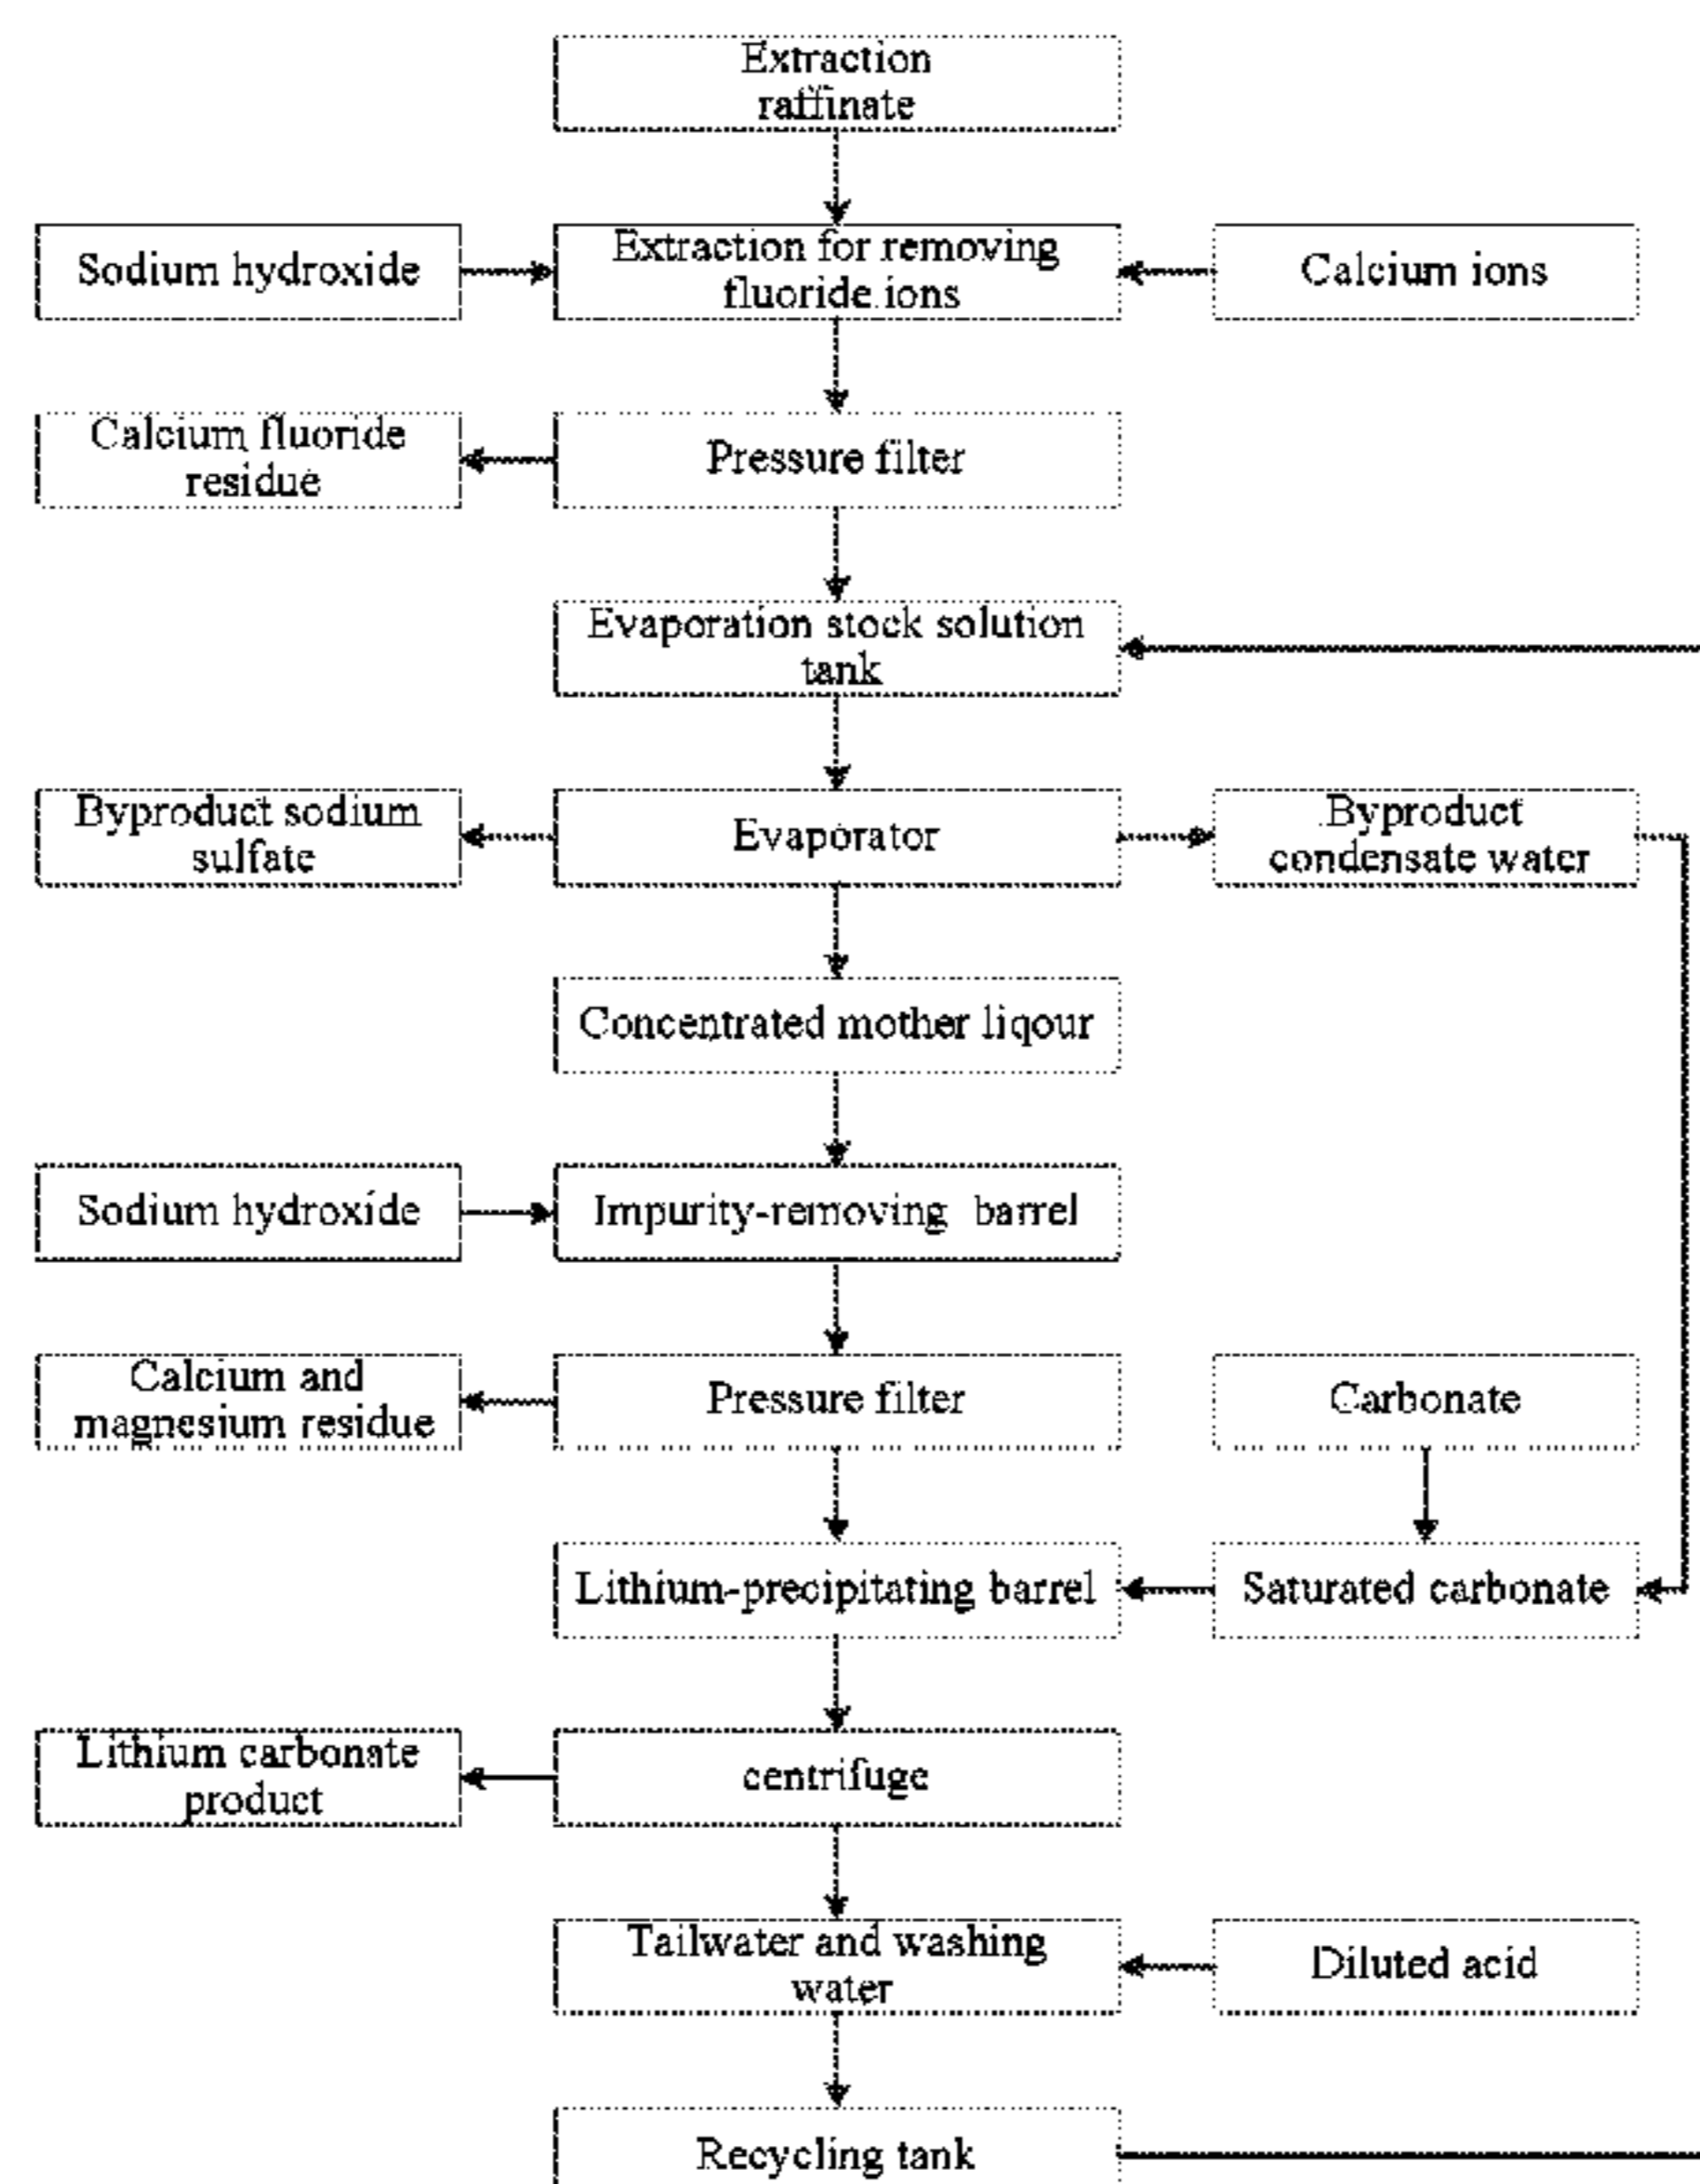 Extraction
raffinate
Sodium hydroxide
Extraction for removing
fluoride ions
Calcium ions
Calcium fluoride
residue
Pressure filter
Evaporation stock solution
tank
Byproduct sodium
sulfate
Evaporator
Byproduct
condensate water
Concentrated mother liqour
Sodium hydroxide
Impurity-removing barrel
Calcium and
magnesium residue
Pressure filter
Carbonate
Lithium-precipitating barrel
Saturated carbonate
Lithium carbonate
product
centrifuge
Tailwater and washing
water
Diluted acid
Recycling tank